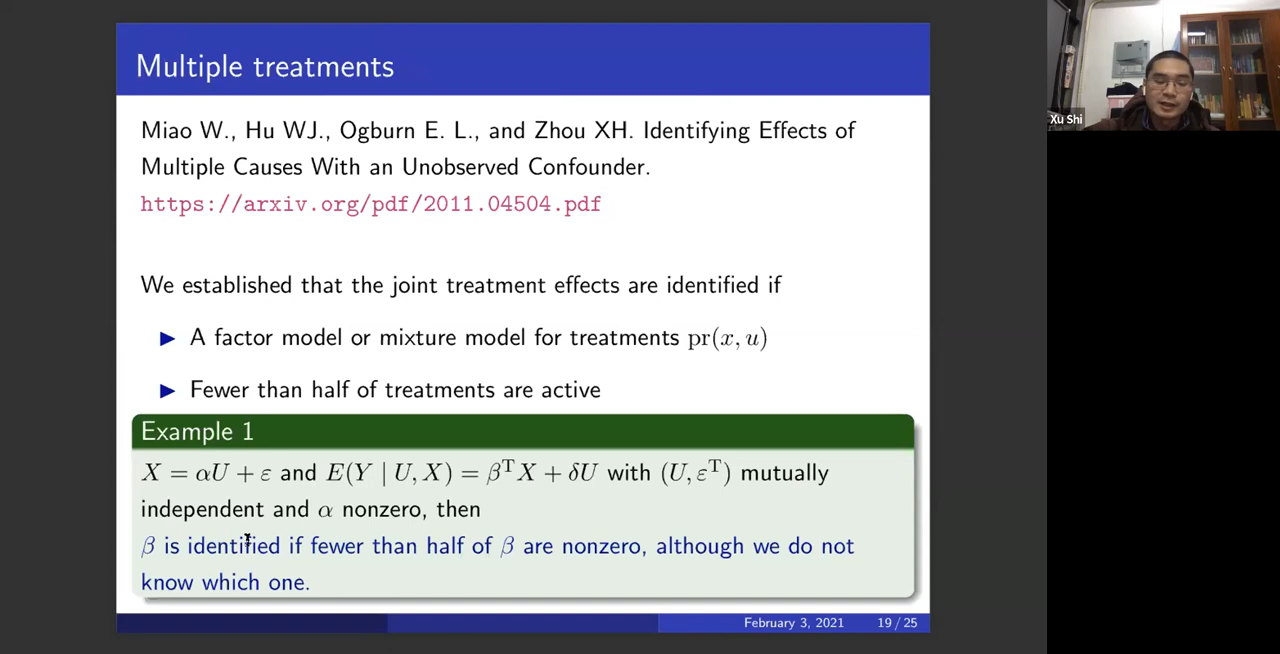 Multiple treatments
Miao W., Hu WJ., Ogburn E. L., and Zhou XH. Identifying Effects of
Multiple Causes With an Unobserved Confounder.
https://arxiv.org/pdf/2011.04504.pdf
We established that the joint treatment effects are identified if
▶ A factor model or mixture model for treatments pr(x, u)
▶ Fewer than half of treatments are active
Example 1
X = αU + ε and E(Y | U, X) = βᵀX + δU with (U, εᵀ) mutually
independent and α nonzero, then
β is identified if fewer than half of β are nonzero, although we do not
know which one.
February 3, 2021 19 / 25
Xu Shi